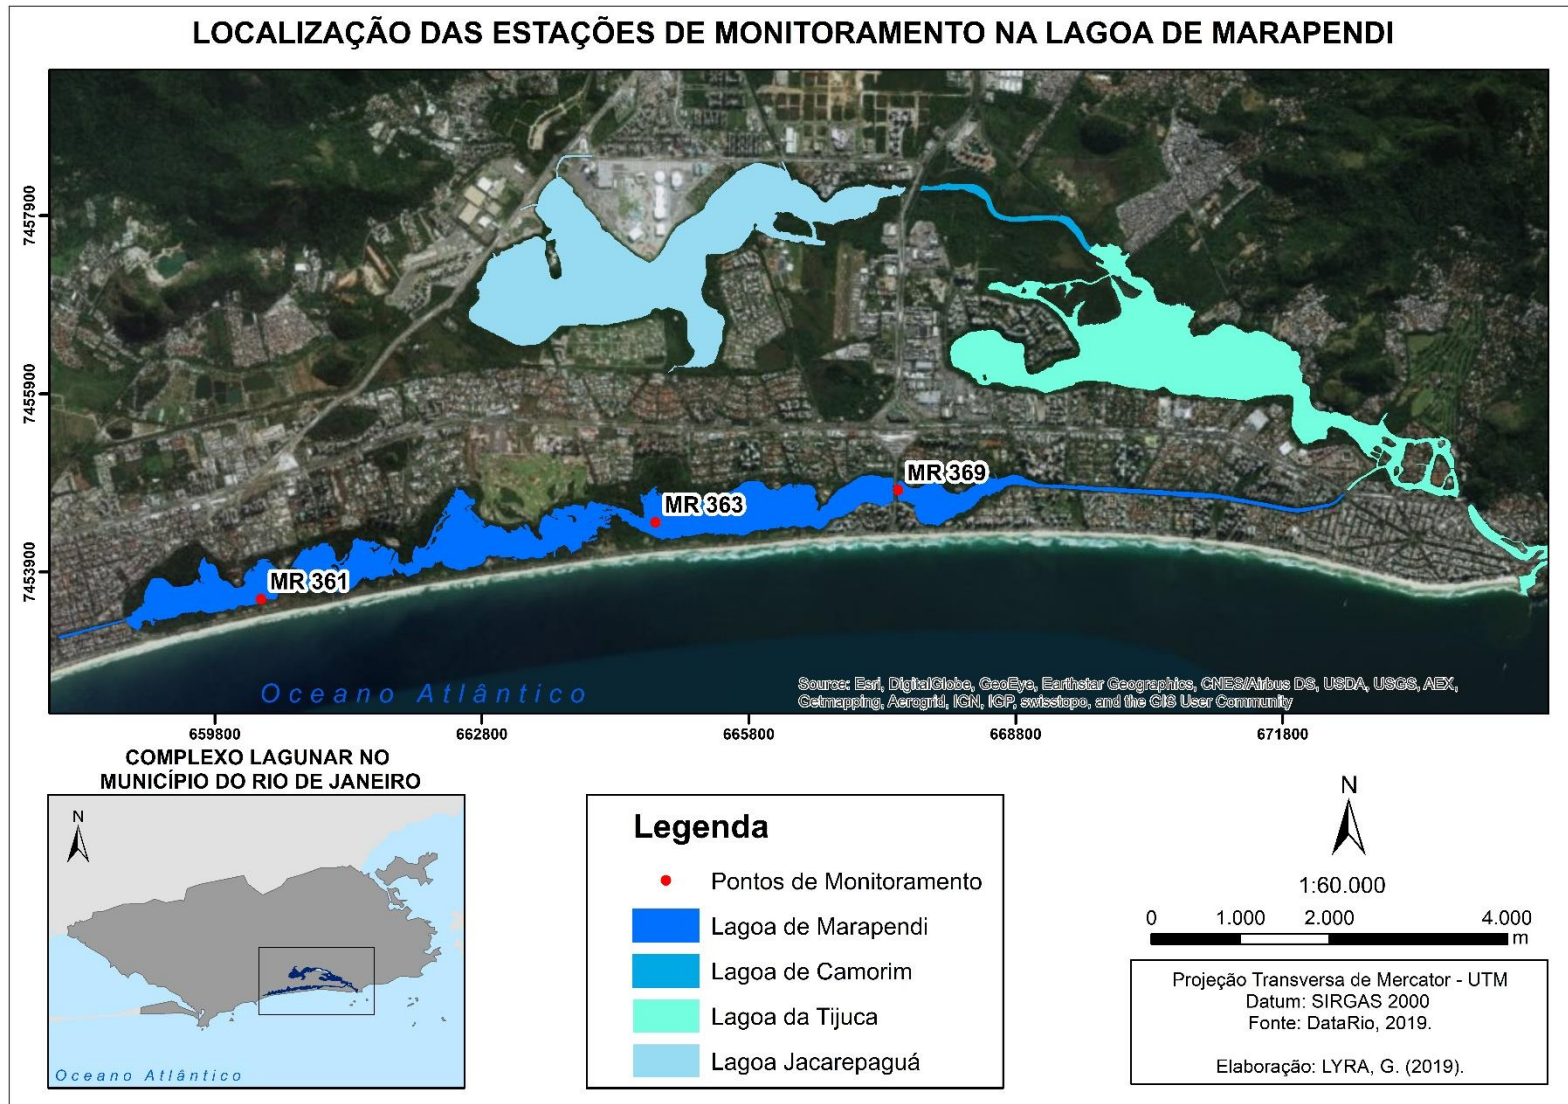 LOCALIZAÇÃO DAS ESTAÇÕES DE MONITORAMENTO NA LAGOA DE MARAPENDI
7457900
7455900
7453900
MR 369
MR 363
MR 361
Oceano Atlântico
Source: Esri, DigitalGlobe, GeoEye, Earthstar Geographics, CNES/Airbus DS, USDA, USGS, AEX,
Getmapping, Aerogrid, IGN, IGP, swisstopo, and the GIS User Community
659800
662800
665800
668800
671800
COMPLEXO LAGUNAR NO
MUNICÍPIO DO RIO DE JANEIRO
N
Oceano Atlântico
Legenda
Pontos de Monitoramento
Lagoa de Marapendi
Lagoa de Camorim
Lagoa da Tijuca
Lagoa Jacarepaguá
N
1:60.000
0 1.000 2.000 4.000
m
Projeção Transversa de Mercator - UTM
Datum: SIRGAS 2000
Fonte: DataRio, 2019.
Elaboração: LYRA, G. (2019).